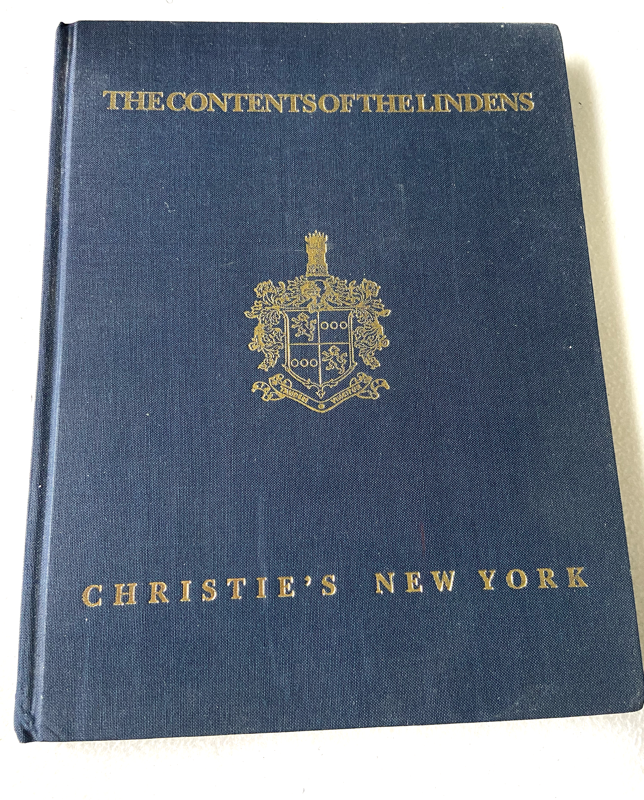 THE CONTENTS OF THE LINDENS
CHRISTIE'S NEW YORK